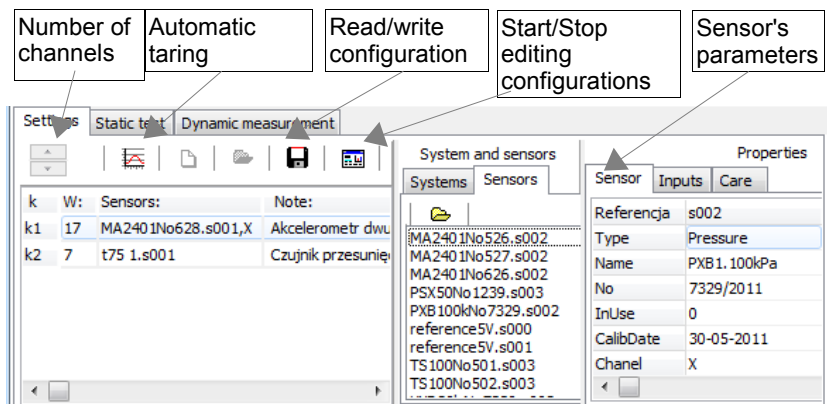 Number of
channels
Automatic
taring
Read/write
configuration
Start/Stop
editing
configurations
Sensor's
parameters
Settings
Static test
Dynamic measurement
System and sensors
Systems
Sensors
Properties
Sensor
Inputs
Care
k W: Sensors: Note:
k1 17 MA2401No628.s001,X Akcelerometr dwu
k2 7 t75 1.s001 Czujnik przesunię
MA2401No526.s002
MA2401No527.s002
MA2401No626.s002
PSX50No1239.s003
PXB100kNo7329.s002
reference5V.s000
reference5V.s001
TS100No501.s003
TS100No502.s003
Referencja s002
Type Pressure
Name PXB1.100kPa
No 7329/2011
InUse 0
CalibDate 30-05-2011
Chanel X